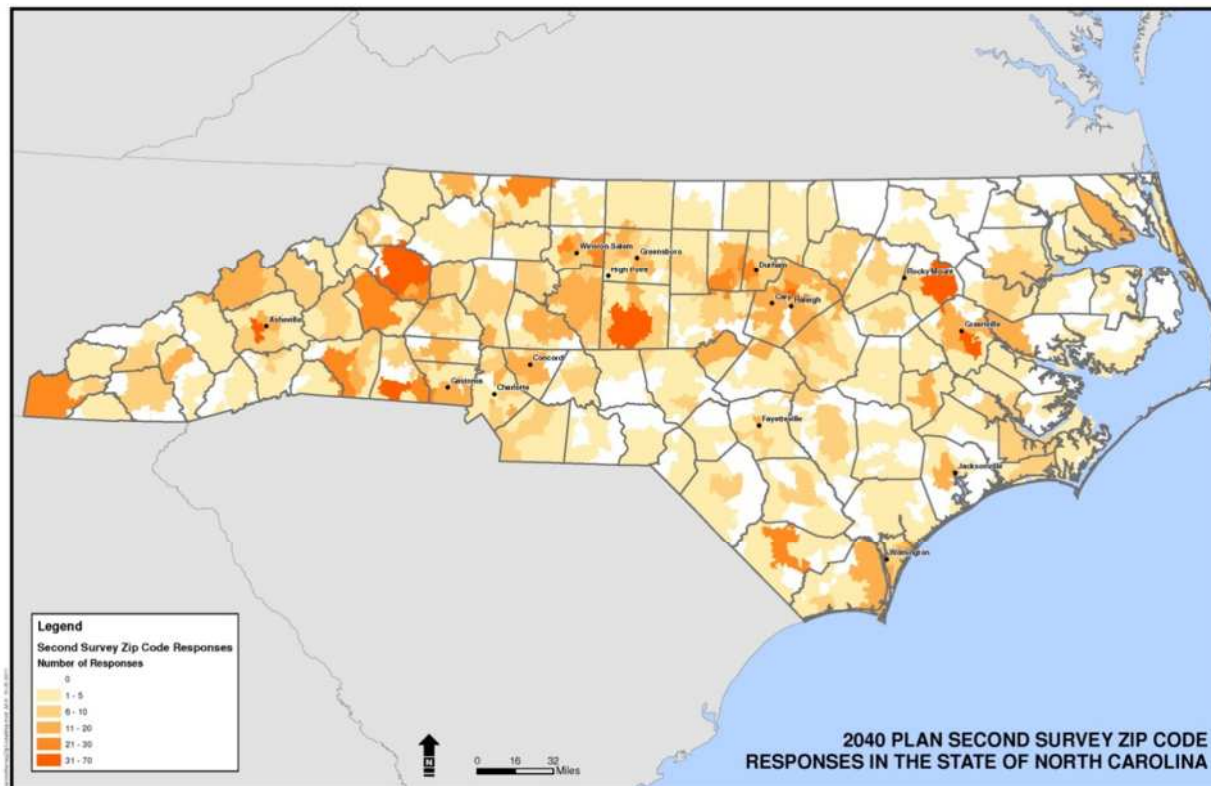 Winston Salem
Greensboro
High Point
Durham
Rocky Mount
Cary
Raleigh
Greenville
Asheville
Concord
Gastonia
Charlotte
Fayetteville
Jacksonville
Wilmington
Legend
Second Survey Zip Code Responses
Number of Responses
0
1 - 5
6 - 10
11 - 20
21 - 30
31 - 70
N
0 16 32
Miles
2040 PLAN SECOND SURVEY ZIP CODE
RESPONSES IN THE STATE OF NORTH CAROLINA